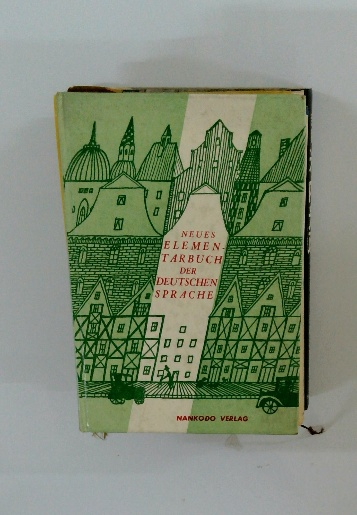 NEUES
ELEMEN-
TARBUCH
DER
DEUTSCHEN
SPRACHE
NANKODO VERLAG